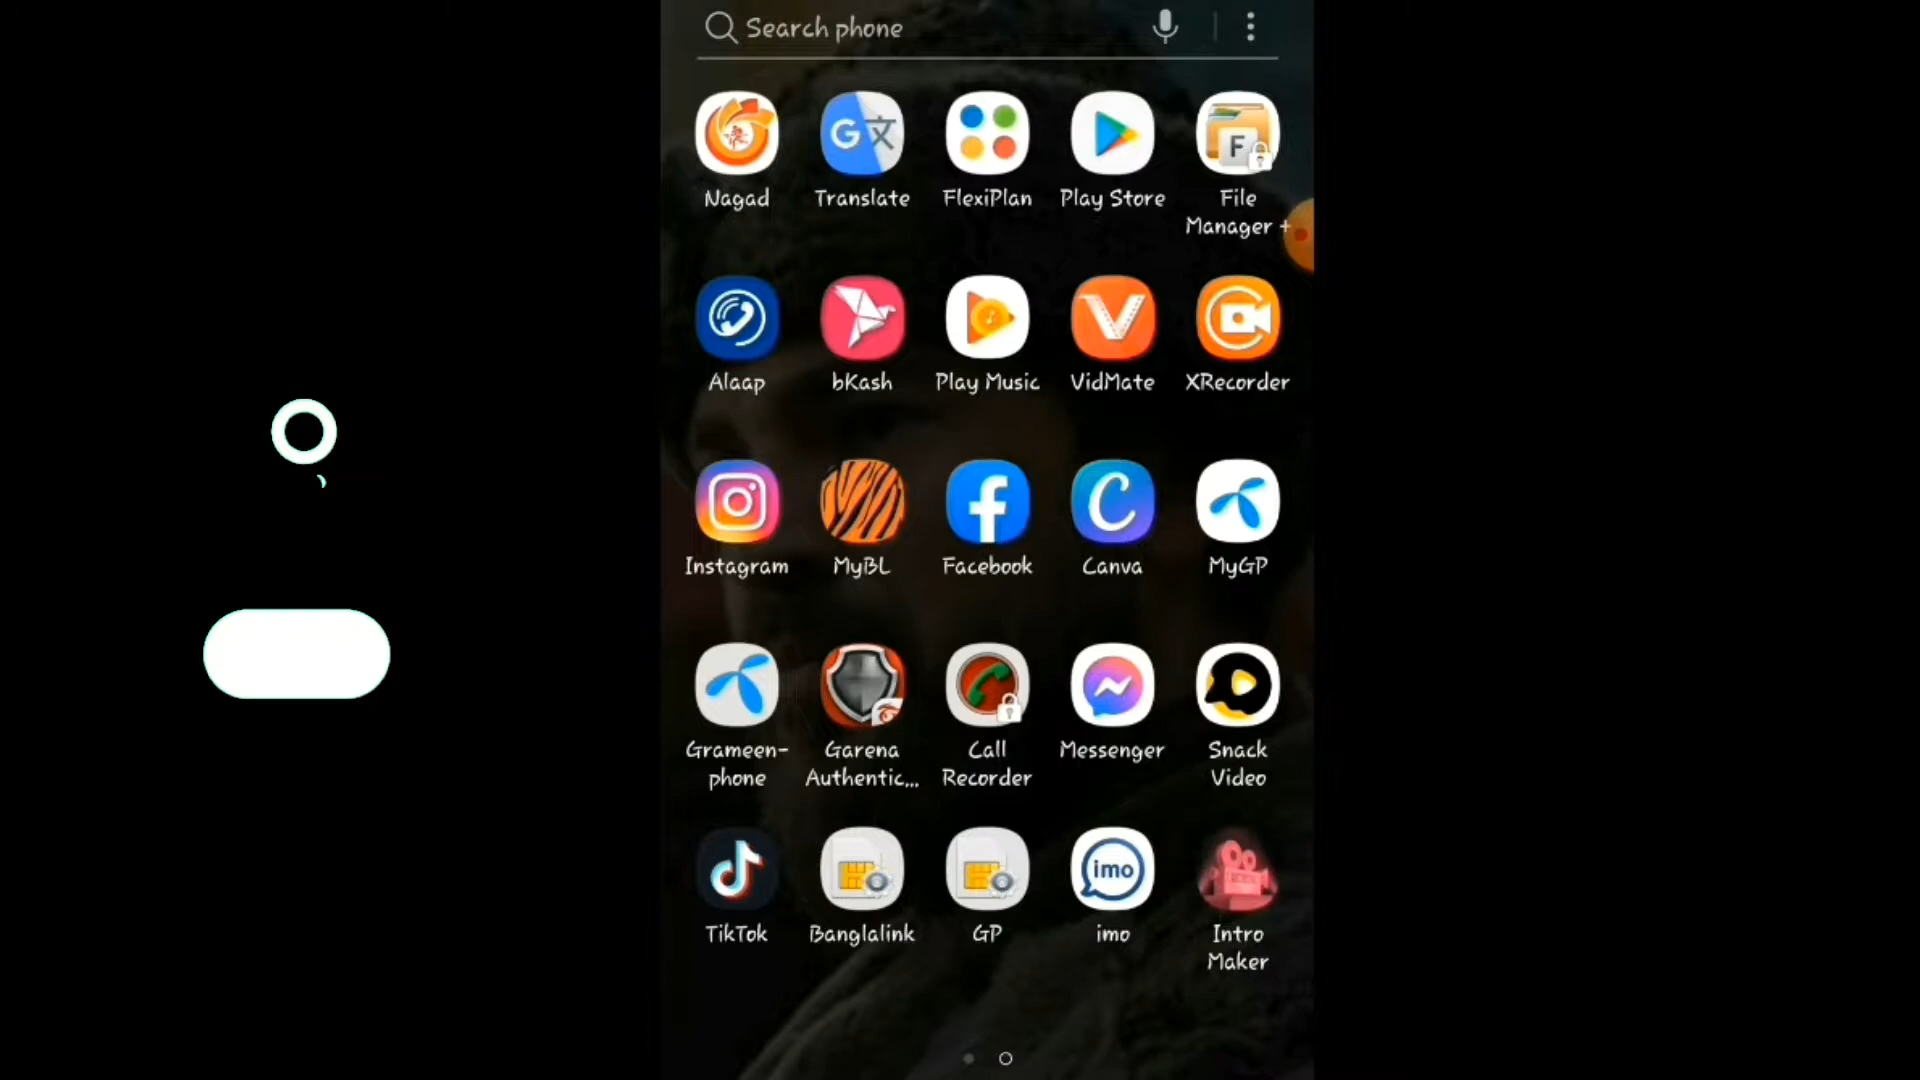 Search phone
Nagad
Translate
FlexiPlan
Play Store
File
Manager +
Alaap
bKash
Play Music
VidMate
XRecorder
Instagram
MyBL
Facebook
Canva
MyGP
Grameen-
phone
Garena
Authentic...
Call
Recorder
Messenger
Snack
Video
TikTok
Banglalink
GP
imo
imo
Intro
Maker